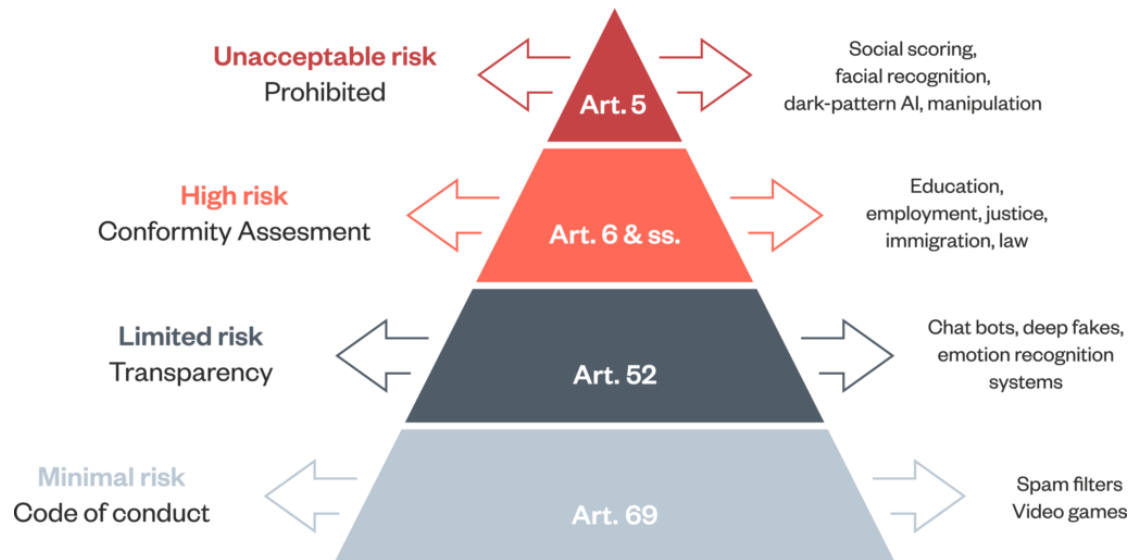 Unacceptable risk
Prohibited
Art. 5
Social scoring,
facial recognition,
dark-pattern AI, manipulation
High risk
Conformity Assesment
Art. 6 & ss.
Education,
employment, justice,
immigration, law
Limited risk
Transparency
Art. 52
Chat bots, deep fakes,
emotion recognition
systems
Minimal risk
Code of conduct
Art. 69
Spam filters
Video games